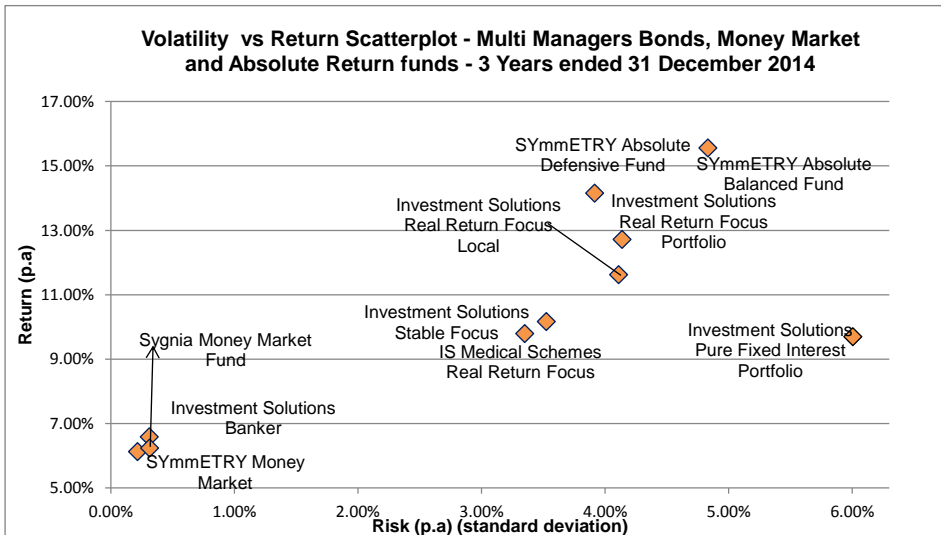 Volatility vs Return Scatterplot - Multi Managers Bonds, Money Market
and Absolute Return funds - 3 Years ended 31 December 2014
17.00%
15.00%
13.00%
11.00%
9.00%
7.00%
5.00%
Return (p.a)
SYmmETRY Absolute
Defensive Fund
SYmmETRY Absolute
Balanced Fund
Investment Solutions
Real Return Focus
Local
Investment Solutions
Real Return Focus
Portfolio
Investment Solutions
Stable Focus
IS Medical Schemes
Real Return Focus
Investment Solutions
Pure Fixed Interest
Portfolio
Sygnia Money Market
Fund
Investment Solutions
Banker
SYmmETRY Money
Market
0.00%
1.00%
2.00%
3.00%
4.00%
5.00%
6.00%
Risk (p.a) (standard deviation)